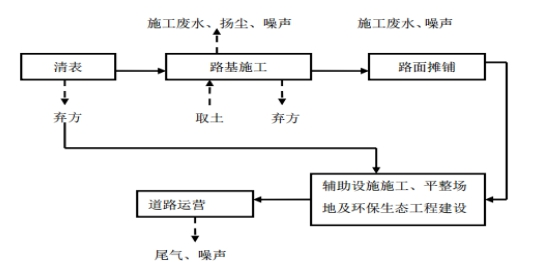 施工废水、扬尘、噪声
施工废水、噪声
清表
路基施工
路面摊铺
弃方
取土
弃方
辅助设施施工、平整场
地及环保生态工程建设
道路运营
尾气、噪声